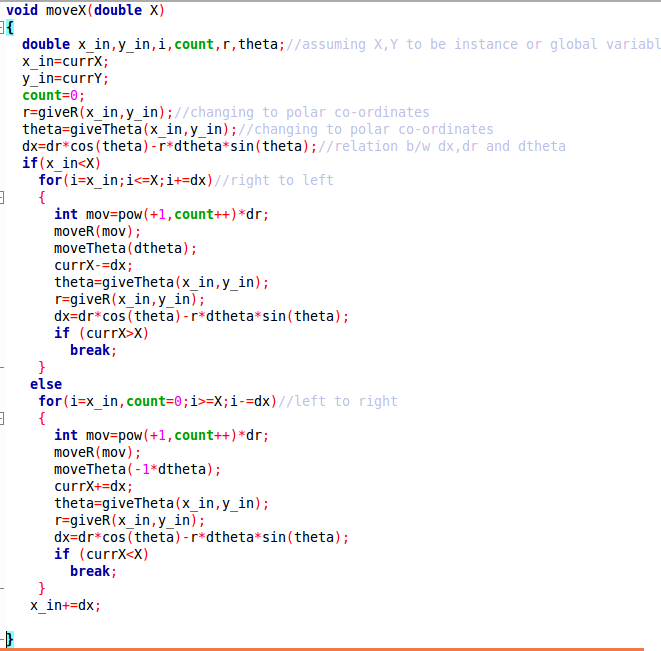 void moveX(double X)
{
  double x_in,y_in,i,count,r,theta;//assuming X,Y to be instance or global variabl
  x_in=currX;
  y_in=currY;
  count=0;
  r=giveR(x_in,y_in);//changing to polar co-ordinates
  theta=giveTheta(x_in,y_in);//changing to polar co-ordinates
  dx=dr*cos(theta)-r*dtheta*sin(theta);//relation b/w dx,dr and dtheta
  if(x_in<X)
    for(i=x_in;i<=X;i+=dx)//right to left
    {
      int mov=pow(+1,count++)*dr;
      moveR(mov);
      moveTheta(dtheta);
      currX-=dx;
      theta=giveTheta(x_in,y_in);
      r=giveR(x_in,y_in);
      dx=dr*cos(theta)-r*dtheta*sin(theta);
      if (currX>X)
        break;
    }
   else
    for(i=x_in,count=0;i>=X;i-=dx)//left to right
    {
      int mov=pow(+1,count++)*dr;
      moveR(mov);
      moveTheta(-1*dtheta);
      currX+=dx;
      theta=giveTheta(x_in,y_in);
      r=giveR(x_in,y_in);
      dx=dr*cos(theta)-r*dtheta*sin(theta);
      if (currX<X)
        break;
    }
   x_in+=dx;
}